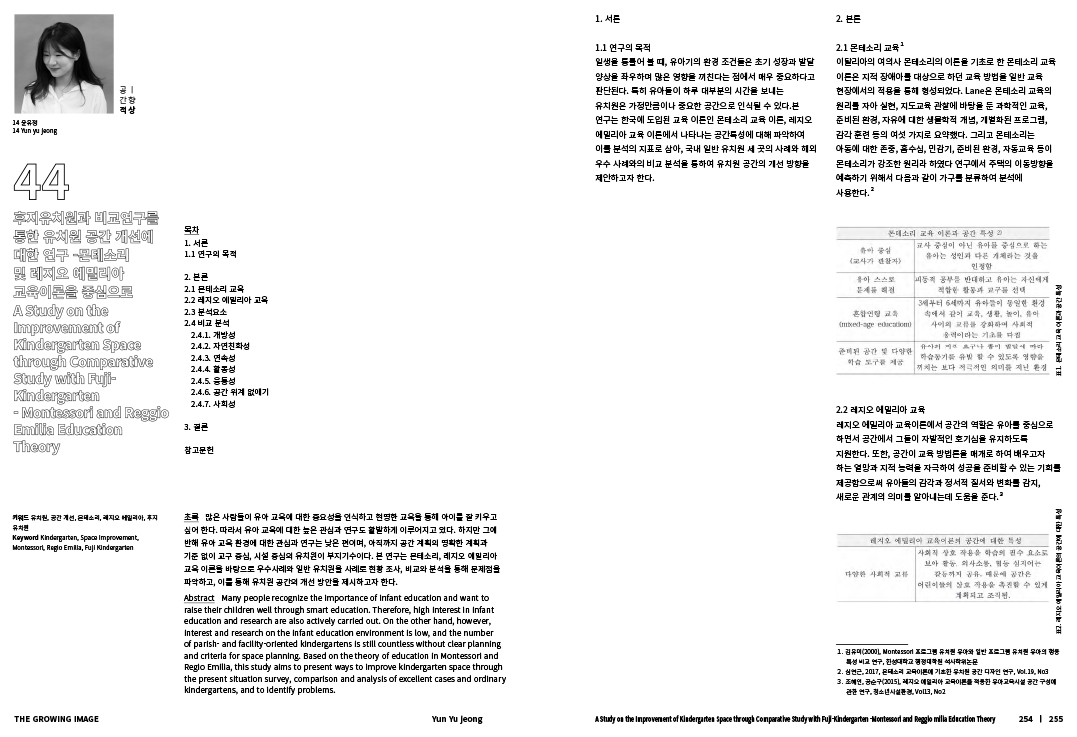 공 |
간 향
적 상
14 윤유정
14 Yun yu jeong
44
후지유치원과 비교연구를
통한 유치원 공간 개선에
대한 연구 -몬테소리
및 레지오 에밀리아
교육이론을 중심으로
A Study on the
Improvement of
Kindergarten Space
through Comparative
Study with Fuji-
Kindergarten
- Montessori and Reggio
Emilia Education
Theory
키워드 유치원, 공간 개선, 몬테소리, 레지오 에밀리아, 후지
유치원
Keyword Kindergarten, Space Improvement,
Montessori, Regio Emilia, Fuji Kindergarten
목차
1. 서론
1.1 연구의 목적
2. 본론
2.1 몬테소리 교육
2.2 레지오 에밀리아 교육
2.3 분석요소
2.4 비교 분석
2.4.1. 개방성
2.4.2. 자연친화성
2.4.3. 연속성
2.4.4. 활동성
2.4.5. 융통성
2.4.6. 공간 위계 없애기
2.4.7. 사회성
3. 결론
참고문헌
초록 많은 사람들이 유아 교육에 대한 중요성을 인식하고 현명한 교육을 통해 아이를 잘 키우고
싶어 한다. 따라서 유아 교육에 대한 높은 관심과 연구도 활발하게 이루어지고 있다. 하지만 그에
반해 유아 교육 환경에 대한 관심과 연구는 낮은 편이며, 아직까지 공간 계획의 명확한 계획과
기준 없이 교구 중심, 시설 중심의 유치원이 부지기수이다. 본 연구는 몬테소리, 레지오 에밀리아
교육 이론을 바탕으로 우수사례와 일반 유치원을 사례로 현황 조사, 비교와 분석을 통해 문제점을
파악하고, 이를 통해 유치원 공간의 개선 방안을 제시하고자 한다.
Abstract Many people recognize the importance of infant education and want to
raise their children well through smart education. Therefore, high interest in infant
education and research are also actively carried out. On the other hand, however,
interest and research on the infant education environment is low, and the number
of parish- and facility-oriented kindergartens is still countless without clear planning
and criteria for space planning. Based on the theory of education in Montessori and
Regio Emilia, this study aims to present ways to improve kindergarten space through
the present situation survey, comparison and analysis of excellent cases and ordinary
kindergartens, and to identify problems.
THE GROWING IMAGE
Yun Yu Jeong
1. 서론
1.1 연구의 목적
일생을 통틀어 볼 때, 유아기의 환경 조건들은 초기 성장과 발달
양상을 좌우하며 많은 영향을 끼친다는 점에서 매우 중요하다고
판단된다. 특히 유아들이 하루 대부분의 시간을 보내는
유치원은 가정만큼이나 중요한 공간으로 인식될 수 있다.본
연구는 한국에 도입된 교육 이론인 몬테소리 교육 이론, 레지오
에밀리아 교육 이론에서 나타나는 공간특성에 대해 파악하여
이를 분석의 지표로 삼아, 국내 일반 유치원 세 곳의 사례와 해외
우수 사례와의 비교 분석을 통하여 유치원 공간의 개선 방향을
제안하고자 한다.
2. 본론
2.1 몬테소리 교육1
이탈리아의 여의사 몬테소리의 이론을 기초로 한 몬테소리 교육
이론은 지적 장애아를 대상으로 하던 교육 방법을 일반 교육
현장에서의 적용을 통해 형성되었다. Lane은 몬테소리 교육의
원리를 자아 실현, 지도교육 관찰에 바탕을 둔 과학적인 교육,
준비된 환경, 자유에 대한 생물학적 개념, 개별화된 프로그램,
감각 훈련 등의 여섯 가지로 요약했다. 그리고 몬테소리는
아동에 대한 존중, 흡수심, 민감기, 준비된 환경, 자동교육 등이
몬테소리가 강조한 원리라 하였다 연구에서 주택의 이동방향을
예측하기 위해서 다음과 같이 가구를 분류하여 분석에
사용한다.2
몬테소리 교육 이론과 공간 특성 2)
유아 중심
(교사가 관찰자)
교사 중심이 아닌 유아를 중심으로 하는
유아는 성인과 다른 개체하는 것을
인정함
유아 스스로
문제를 해결
피동적 공부를 반대하고 유아는 자신에게
적합한 활동과 교구를 선택
혼합연령 교육
(mixed-age education)
3세부터 6세까지 유아들이 동일한 환경
속에서 같이 교육, 생활, 놀이, 유아
사이의 교류를 강화하여 사회적
응력이라는 기초를 다짐
준비된 공간 및 다양한
학습 도구를 제공
학습동기를 유발 할 수 있도록 영향을
끼치는 보다 적극적인 의미를 지닌 환경
표1. 몬테소리 교육 이론과 공간 특성
2.2 레지오 에밀리아 교육
레지오 에밀리아 교육이론에서 공간의 역할은 유아를 중심으로
하면서 공간에서 그들이 자발적인 호기심을 유지하도록
지원한다. 또한, 공간이 교육 방법론을 매개로 하여 배우고자
하는 열망과 지적 능력을 자극하여 성공을 준비할 수 있는 기회를
제공함으로써 유아들의 감각과 정서적 질서와 변화를 감지,
새로운 관계의 의미를 알아내는데 도움을 준다.3
레지오 에밀리아 교육이론의 공간에 대한 특성
다양한 사회적 교류
사회적 상호 작용을 학습의 필수 요소로
보아 활동, 의사소통, 협동 심지어는
갈등까지 공유. 때문에 공간은
어린이들의 상호 작용을 촉진할 수 있게
계획되고 조직됨.
표2. 레지오 에밀리아 교육이론의 공간에 대한 특성
1. 김유미(2000), Montessori 프로그램 유치원 유아와 일반 프로그램 유치원 유아의 행동
특성 비교 연구, 한성대학교 행정대학원 석사학위논문
2. 심연근, 2017, 몬테소리 교육이론에 기초한 유치원 공간 디자인 연구, Vol.19, No3
3. 조혜연, 공순구(2015), 레지오 에밀리아 교육이론을 적용한 유아교육시설 공간 구성에
관한 연구, 청소년시설환경, Vol13, No2
A Study on the Improvement of Kindergarten Space through Comparative Study with Fuji-Kindergarten -Montessori and Reggio milia Education Theory
254 | 255